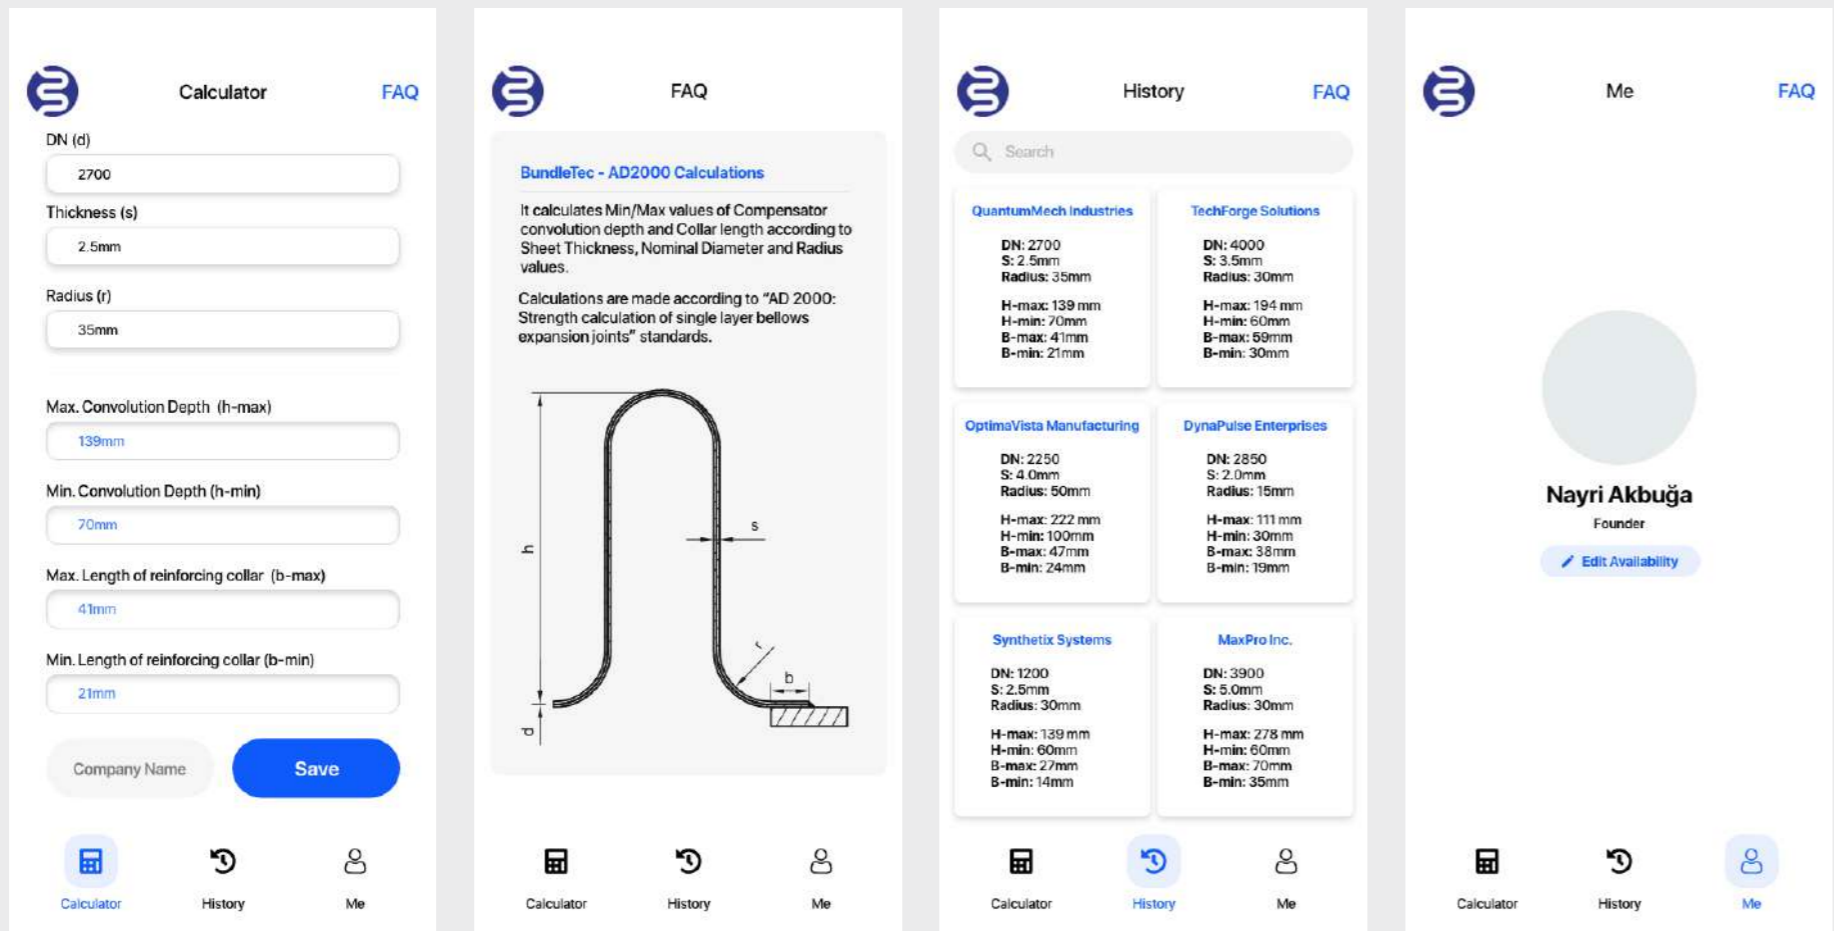 Calculator
FAQ
DN (d)
2700
Thickness (s)
2.5mm
Radius (r)
35mm
Max. Convolution Depth (h-max)
139mm
Min. Convolution Depth (h-min)
70mm
Max. Length of reinforcing collar (b-max)
41mm
Min. Length of reinforcing collar (b-min)
21mm
Company Name
Save
Calculator
History
Me
FAQ
BundleTec - AD2000 Calculations
It calculates Min/Max values of Compensator
convolution depth and Collar length according to
Sheet Thickness, Nominal Diameter and Radius
values.
Calculations are made according to “AD 2000:
Strength calculation of single layer bellows
expansion joints” standards.
h
s
r
b
d
Calculator
History
Me
History
FAQ
Search
QuantumMech Industries
DN: 2700
S: 2.5mm
Radius: 35mm
H-max: 139 mm
H-min: 70mm
B-max: 41mm
B-min: 21mm
TechForge Solutions
DN: 4000
S: 3.5mm
Radius: 30mm
H-max: 194 mm
H-min: 60mm
B-max: 59mm
B-min: 30mm
OptimaVista Manufacturing
DN: 2250
S: 4.0mm
Radius: 50mm
H-max: 222 mm
H-min: 100mm
B-max: 47mm
B-min: 24mm
DynaPulse Enterprises
DN: 2850
S: 2.0mm
Radius: 15mm
H-max: 111 mm
H-min: 30mm
B-max: 38mm
B-min: 19mm
Synthetix Systems
DN: 1200
S: 2.5mm
Radius: 30mm
H-max: 139 mm
H-min: 60mm
B-max: 27mm
B-min: 14mm
MaxPro Inc.
DN: 3900
S: 5.0mm
Radius: 30mm
H-max: 278 mm
H-min: 60mm
B-max: 70mm
B-min: 35mm
Calculator
History
Me
Me
FAQ
Nayri Akbuğa
Founder
Edit Availability
Calculator
History
Me